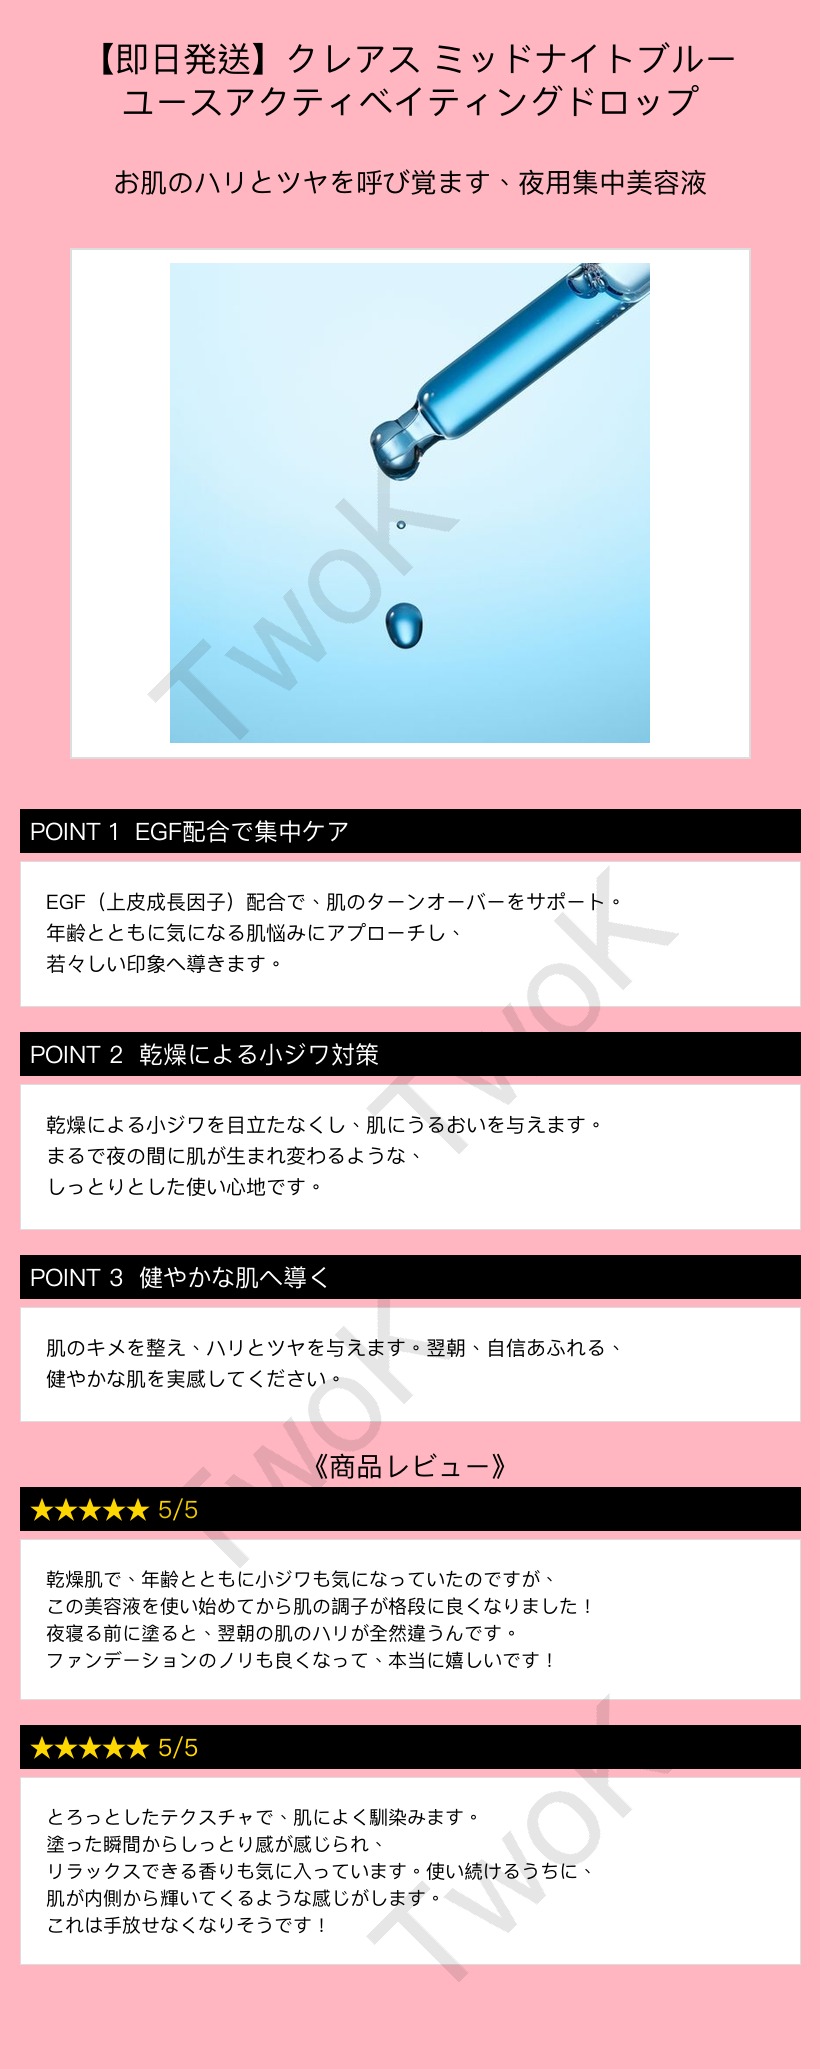 【即日発送】クレアス ミッドナイトブルー
ユースアクティベイティングドロップ
お肌のハリとツヤを呼び覚ます、夜用集中美容液
TwoK
POINT 1 EGF配合で集中ケア
EGF（上皮成長因子）配合で、肌のターンオーバーをサポート。
年齢とともに気になる肌悩みにアプローチし、
若々しい印象へ導きます。
TwoK
POINT 2 乾燥による小ジワ対策
乾燥による小ジワを目立たなくし、肌にうるおいを与えます。
まるで夜の間に肌が生まれ変わるような、
しっとりとした使い心地です。
POINT 3 健やかな肌へ導く
肌のキメを整え、ハリとツヤを与えます。翌朝、自信あふれる、
健やかな肌を実感してください。
TwoK
《商品レビュー》
★★★★★ 5/5
乾燥肌で、年齢とともに小ジワも気になっていたのですが、
この美容液を使い始めてから肌の調子が格段に良くなりました！
夜寝る前に塗ると、翌朝の肌のハリが全然違うんです。
ファンデーションのノリも良くなって、本当に嬉しいです！
★★★★★ 5/5
とろっとしたテクスチャで、肌によく馴染みます。
塗った瞬間からしっとり感が感じられ、
リラックスできる香りも気に入っています。使い続けるうちに、
肌が内側から輝いてくるような感じがします。
これは手放せなくなりそうです！
TwoK